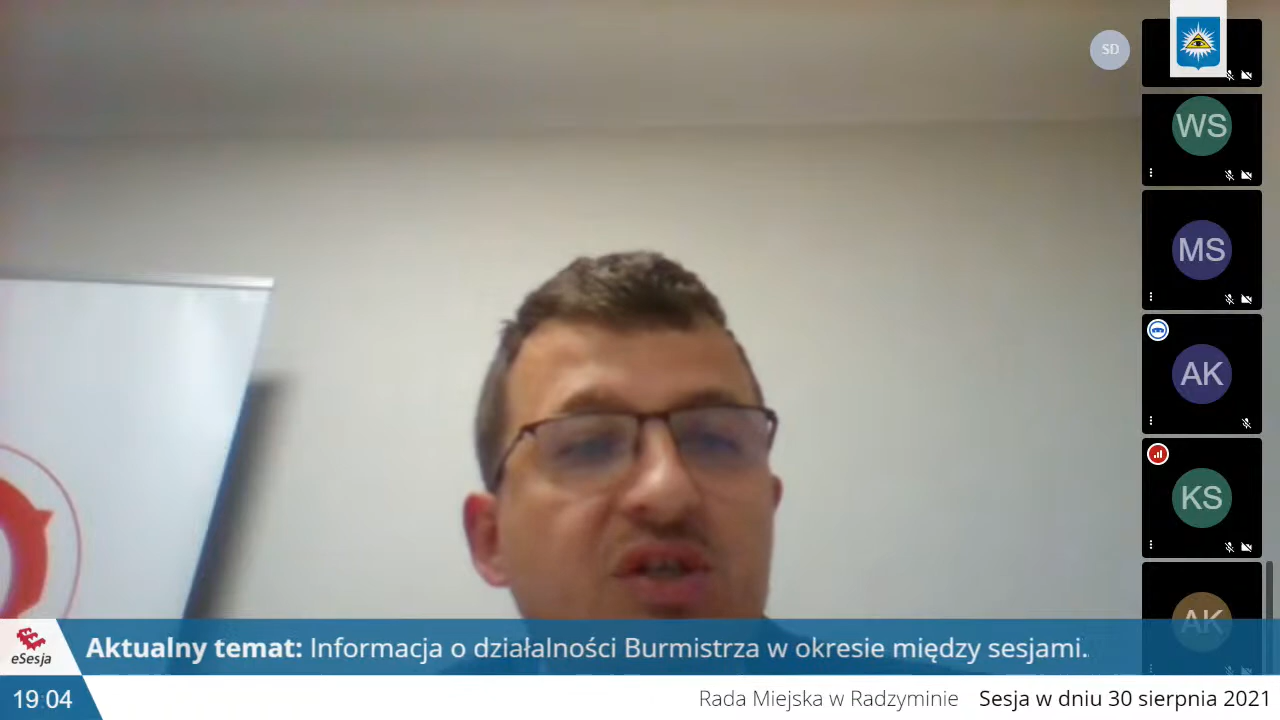 SD
WS
MS
AK
KS
AK
Aktualny temat: Informacja o działalności Burmistrza w okresie między sesjami.
eSesja
19:04
Rada Miejska w Radzyminie Sesja w dniu 30 sierpnia 2021